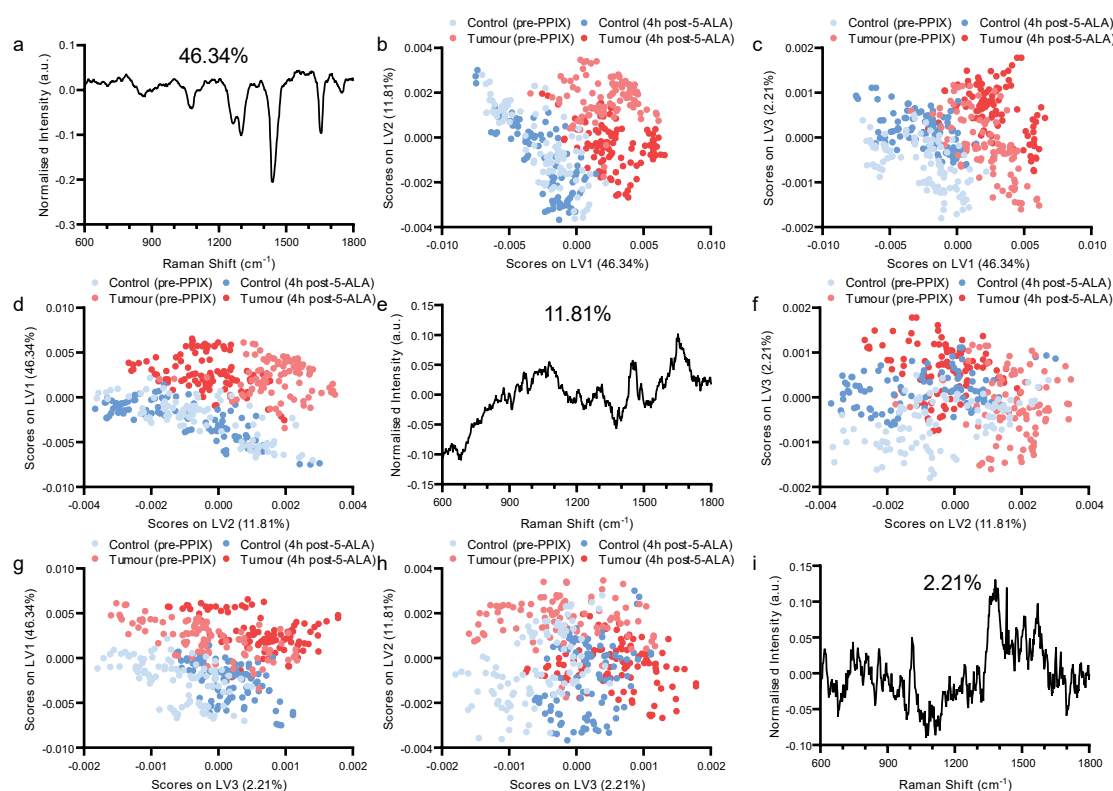 a
46.34%
0.1
0.0
-0.1
-0.2
-0.3
Normalised Intensity (a.u.)
600 900 1200 1500 1800
Raman Shift (cm⁻¹)
b
Control (pre-PPIX) Control (4h post-5-ALA)
Tumour (pre-PPIX) Tumour (4h post-5-ALA)
0.004
0.002
0.000
-0.002
-0.004
Scores on LV2 (11.81%)
-0.010 -0.005 0.000 0.005 0.010
Scores on LV1 (46.34%)
c
Control (pre-PPIX) Control (4h post-5-ALA)
Tumour (pre-PPIX) Tumour (4h post-5-ALA)
0.002
0.001
0.000
-0.001
-0.002
Scores on LV3 (2.21%)
-0.010 -0.005 0.000 0.005 0.010
Scores on LV1 (46.34%)
d
Control (pre-PPIX) Control (4h post-5-ALA)
Tumour (pre-PPIX) Tumour (4h post-5-ALA)
0.010
0.005
0.000
-0.005
-0.010
Scores on LV1 (46.34%)
-0.004 -0.002 0.000 0.002 0.004
Scores on LV2 (11.81%)
e
11.81%
0.15
0.10
0.05
0.00
-0.05
-0.10
-0.15
Normalised Intensity (a.u.)
600 900 1200 1500 1800
Raman Shift (cm⁻¹)
f
Control (pre-PPIX) Control (4h post-5-ALA)
Tumour (pre-PPIX) Tumour (4h post-5-ALA)
0.002
0.001
0.000
-0.001
-0.002
Scores on LV3 (2.21%)
-0.004 -0.002 0.000 0.002 0.004
Scores on LV2 (11.81%)
g
Control (pre-PPIX) Control (4h post-5-ALA)
Tumour (pre-PPIX) Tumour (4h post-5-ALA)
0.010
0.005
0.000
-0.005
-0.010
Scores on LV1 (46.34%)
-0.002 -0.001 0.000 0.001 0.002
Scores on LV3 (2.21%)
h
Control (pre-PPIX) Control (4h post-5-ALA)
Tumour (pre-PPIX) Tumour (4h post-5-ALA)
0.004
0.002
0.000
-0.002
-0.004
Scores on LV2 (11.81%)
-0.002 -0.001 0.000 0.001 0.002
Scores on LV3 (2.21%)
i
2.21%
0.15
0.10
0.05
0.00
-0.05
-0.10
Normalised Intensity (a.u.)
600 900 1200 1500 1800
Raman Shift (cm⁻¹)